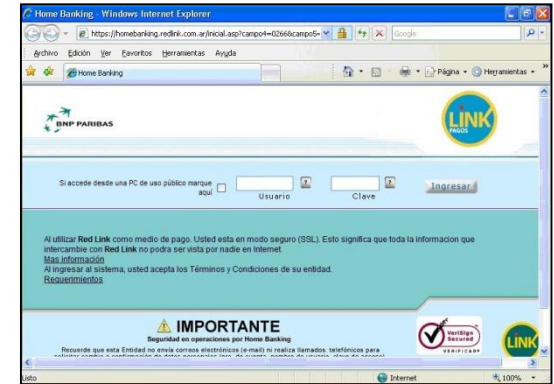 Home Banking - Windows Internet Explorer
https://homebanking.redlink.com.ar/inicial.asp?campo4=0266&campo5=
Google
Archivo Edición Ver Favoritos Herramientas Ayuda
Home Banking
Página Herramientas
BNP PARIBAS
LINK
PAGOS
Si accede desde una PC de uso público marque
aquí
Usuario Clave Ingresar
Al utilizar Red Link como medio de pago. Usted esta en modo seguro (SSL). Esto significa que toda la informacion que
intercambie con Red Link no podra ser vista por nadie en Internet.
Mas información
Al ingresar al sistema, usted acepta los Términos y Condiciones de su entidad.
Requerimientos
IMPORTANTE
Seguridad en operaciones por Home Banking
Recuerde que esta Entidad no envía correos electrónicos (e-mail) ni realiza llamados telefónicos para
VeriSign
Secured
VERIFICAR
LINK
Listo
Internet
100%